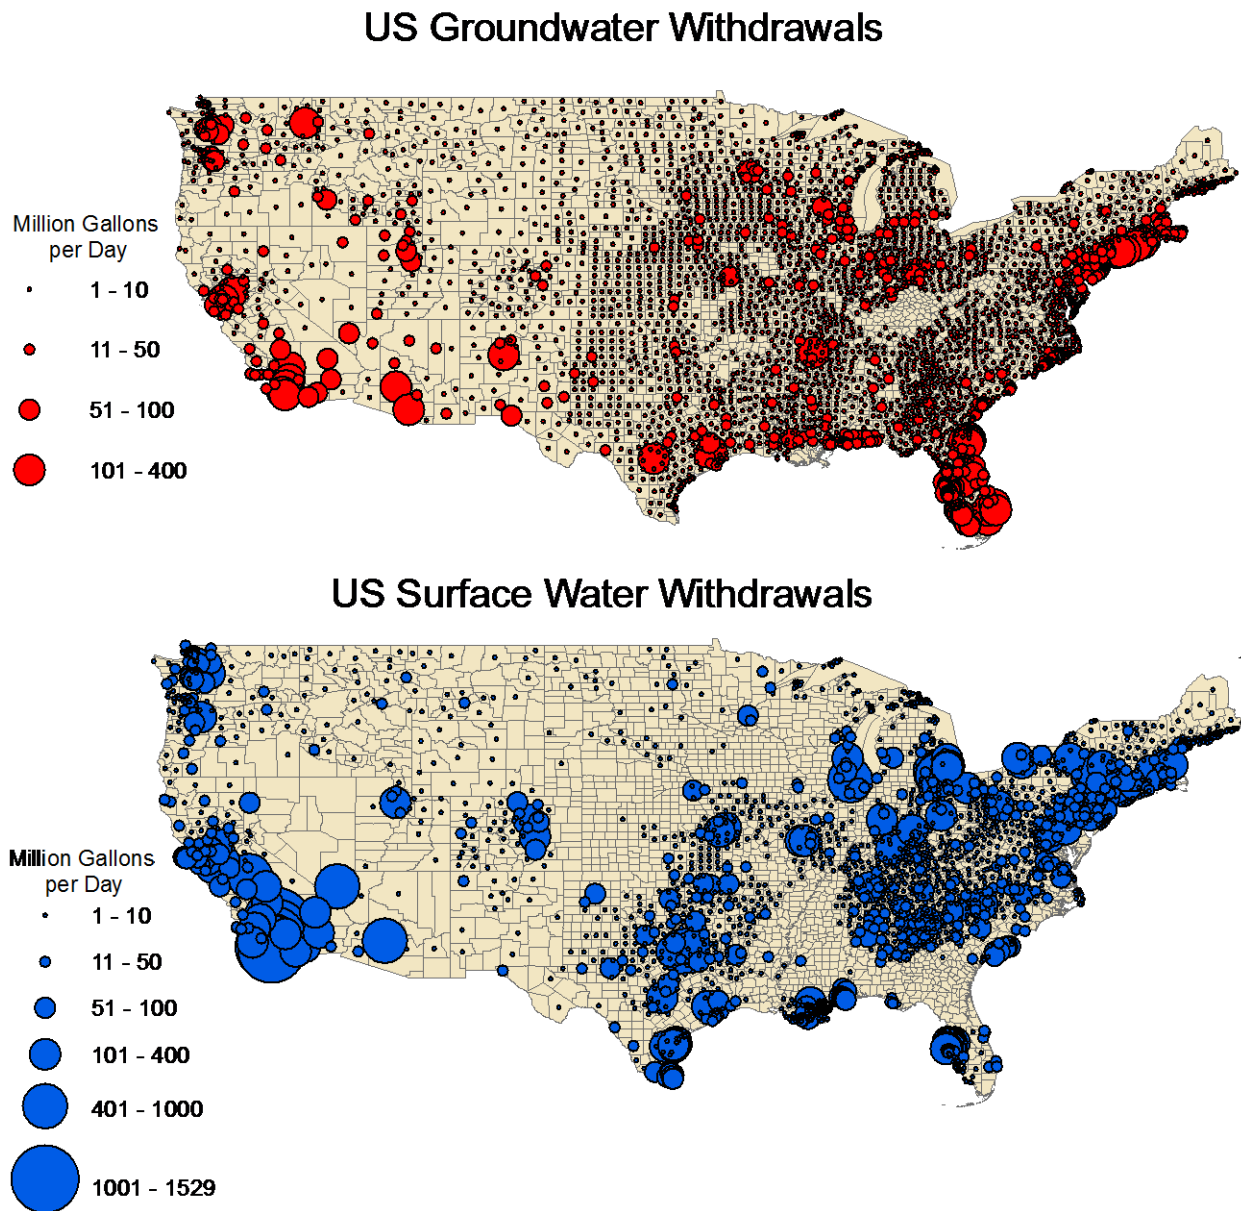 US Groundwater Withdrawals
Million Gallons
per Day
1 - 10
11 - 50
51 - 100
101 - 400
US Surface Water Withdrawals
Million Gallons
per Day
1 - 10
11 - 50
51 - 100
101 - 400
401 - 1000
1001 - 1529